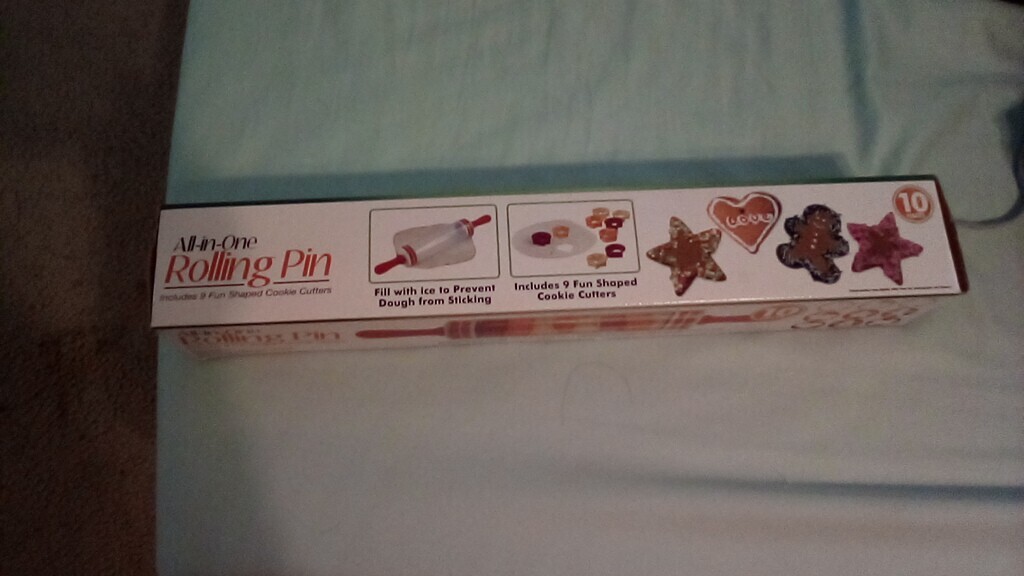 All-in-One
Rolling Pin
Includes 9 Fun Shaped Cookie Cutters
Fill with Ice to Prevent
Dough from Sticking
Includes 9 Fun Shaped
Cookie Cutters
LOVE
10